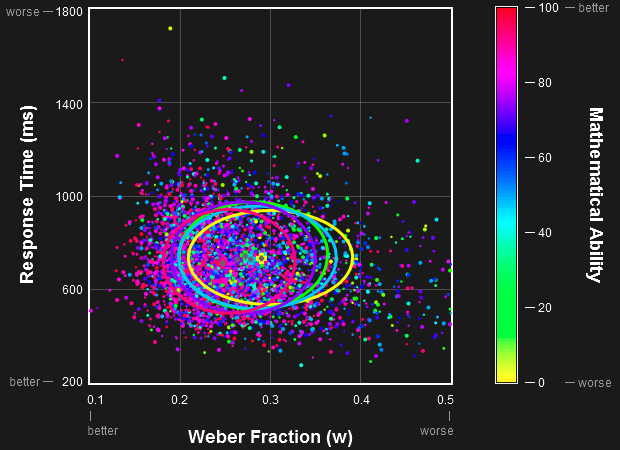 worse — 1800
1400
1000
600
better — 200
Response Time (ms)
0.1 0.2 0.3 0.4 0.5
better worse
Weber Fraction (w)
100 — better
80
60
40
20
0 — worse
Mathematical Ability